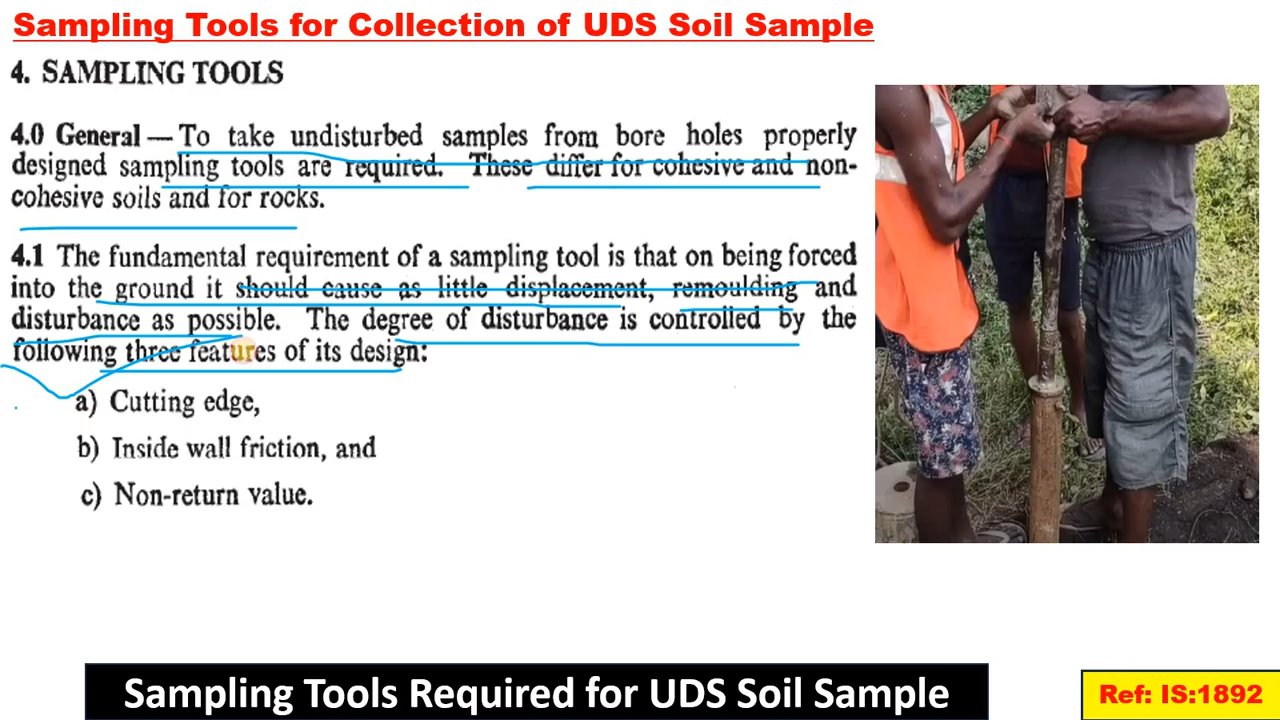 Sampling Tools for Collection of UDS Soil Sample
4. SAMPLING TOOLS
4.0 General — To take undisturbed samples from bore holes properly
designed sampling tools are required. These differ for cohesive and non-
cohesive soils and for rocks.
4.1 The fundamental requirement of a sampling tool is that on being forced
into the ground it should cause as little displacement, remoulding and
disturbance as possible. The degree of disturbance is controlled by the
following three features of its design:
a) Cutting edge,
b) Inside wall friction, and
c) Non-return value.
Sampling Tools Required for UDS Soil Sample
Ref: IS:1892